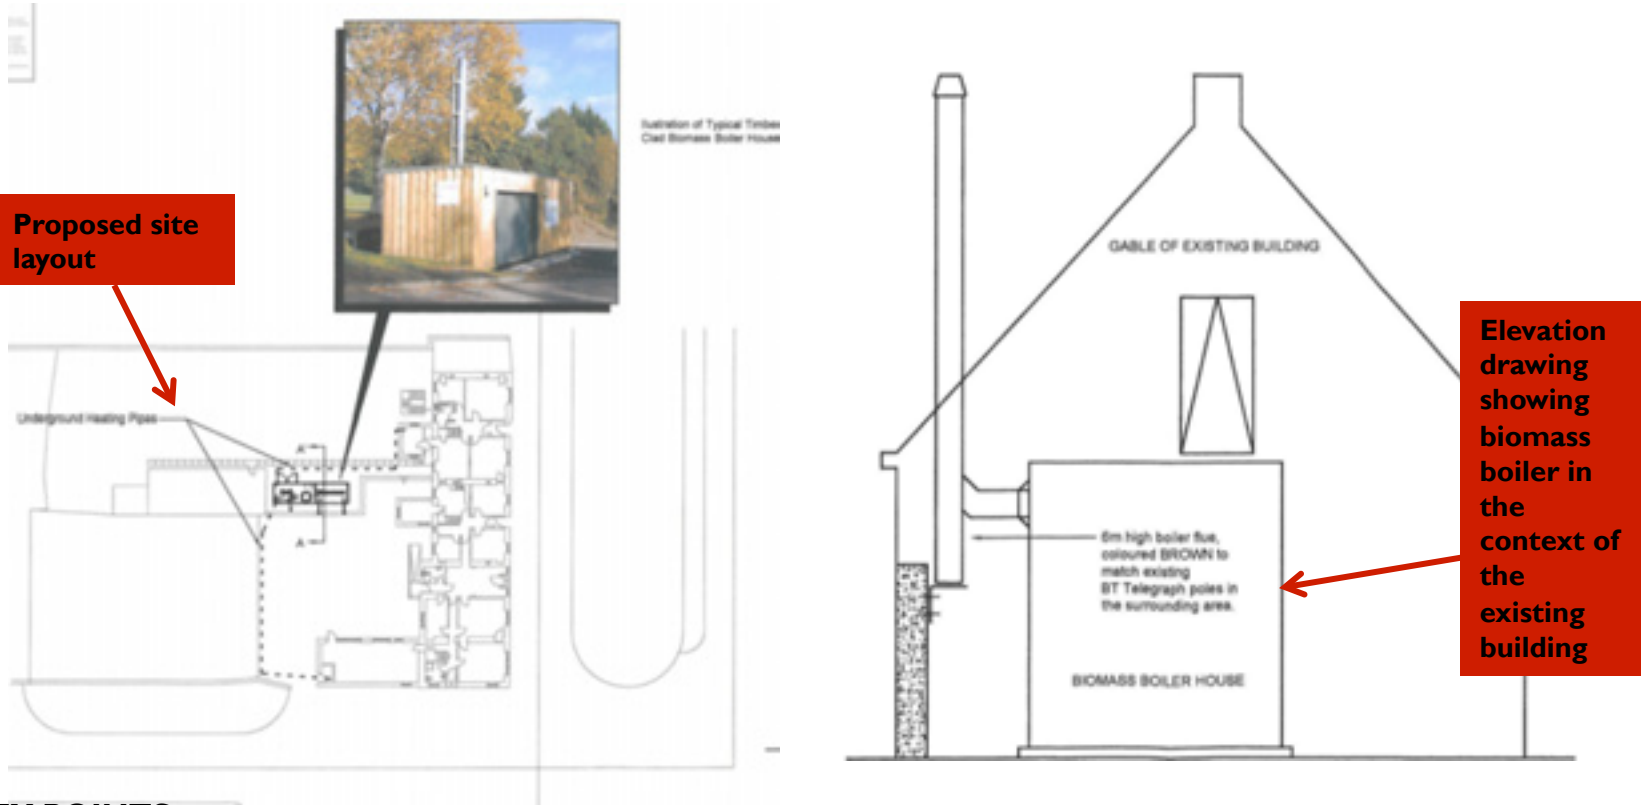 Illustration of Typical Timber
Clad Biomass Boiler House
Proposed site
layout
Underground Heating Pipes
A
A
GABLE OF EXISTING BUILDING
6m high boiler flue,
coloured BROWN to
match existing
BT Telegraph poles in
the surrounding area.
BIOMASS BOILER HOUSE
Elevation
drawing
showing
biomass
boiler in
the
context of
the
existing
building
POINTS